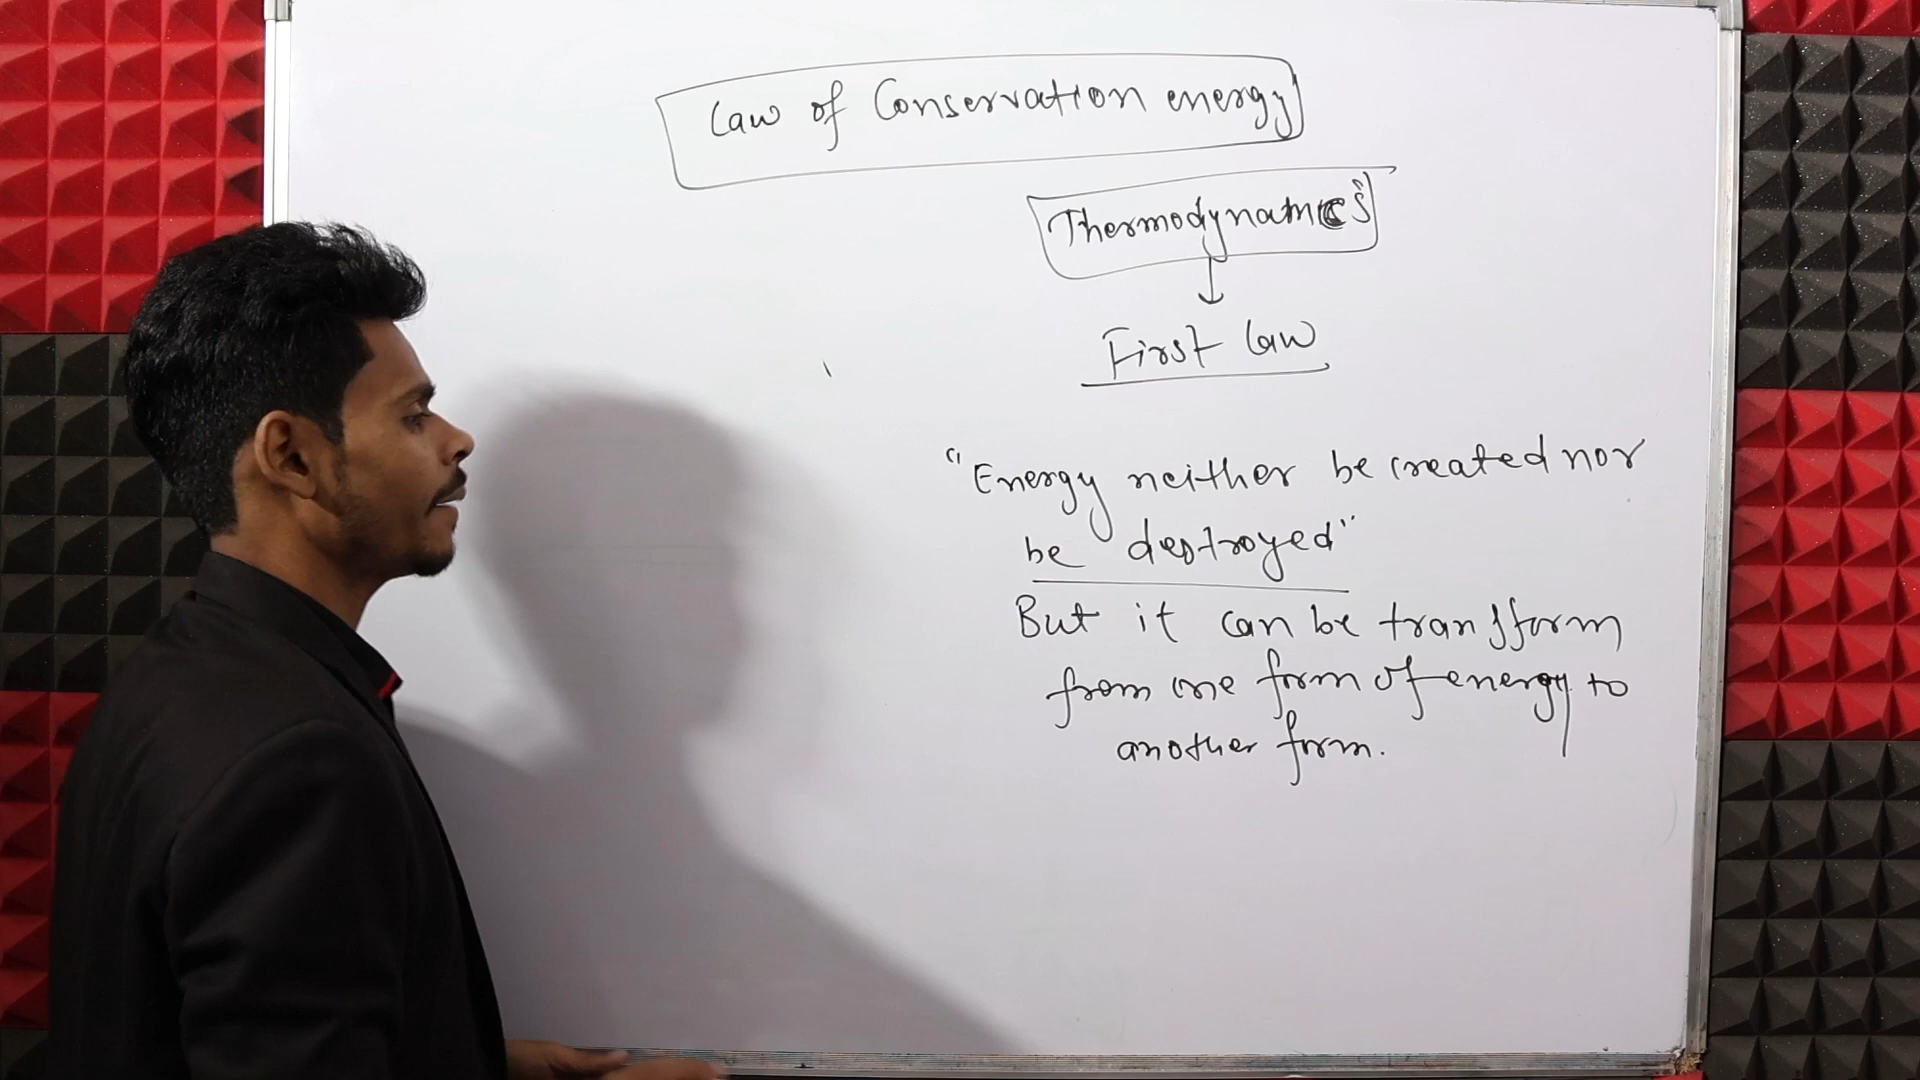 Law of Conservation energy
Thermodynamics
First law
"Energy neither be created nor
be destroyed"
But it can be transform
from one form of energy to
another form.